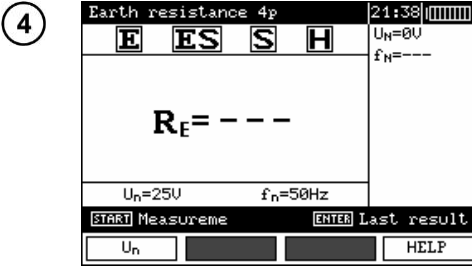 4
Earth resistance 4p 21:38
E ES S H
UN=0V
fN=---
RE= ---
Un=25V fn=50Hz
START Measureme ENTER Last result
Un HELP